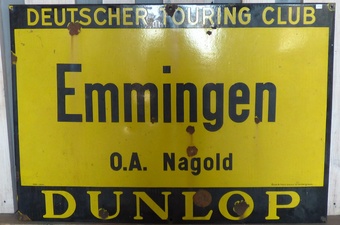 DEUTSCHER TOURING CLUB
Emmingen
O.A. Nagold
DUNLOP